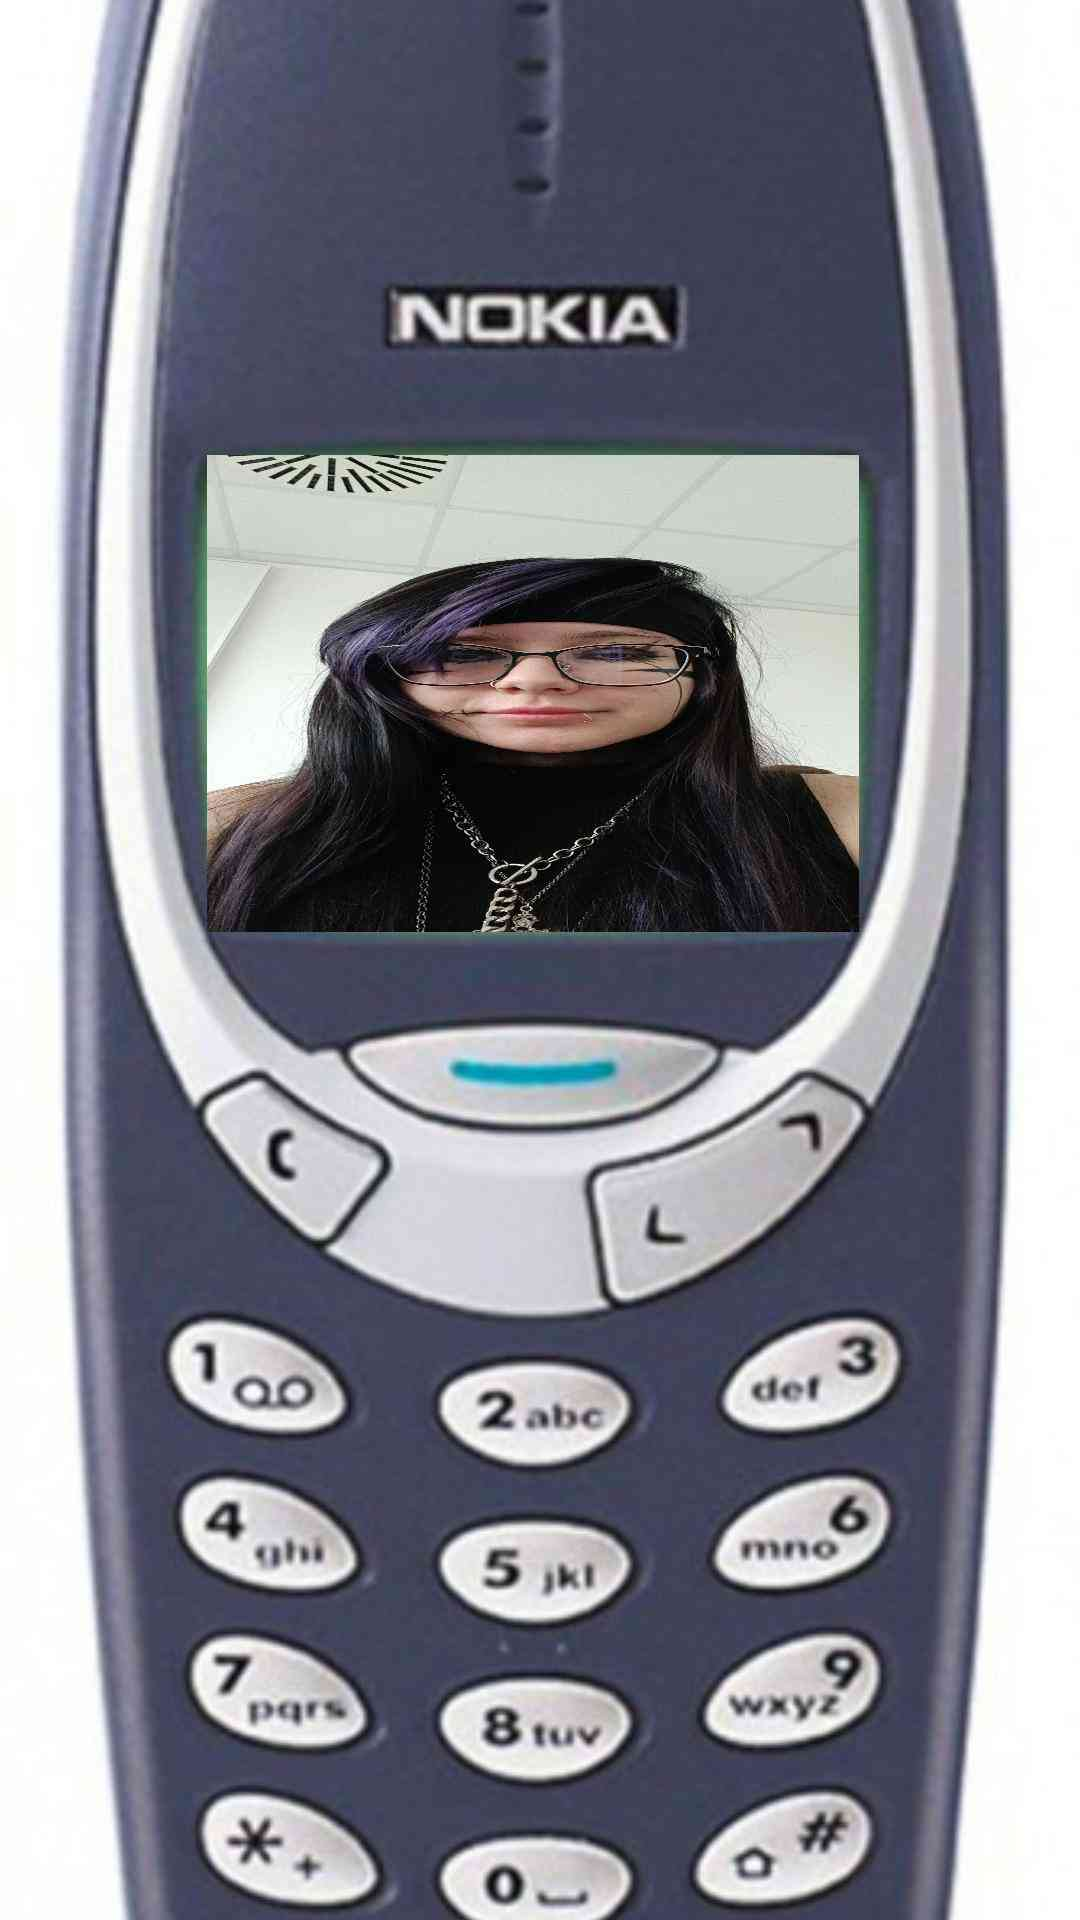 NOKIA
1
2 abc
def 3
4 ghi
5 jkl
mno 6
7 pqrs
8 tuv
wxyz 9
* +
0
#